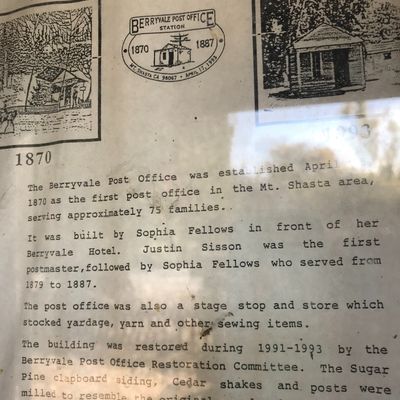 BERRYVALE POST OFFICE
STATION
1870 1887
MT. SHASTA CA 96067 • APRIL 17, 1993
1870
1993
The Berryvale Post Office was established April
1870 as the first post office in the Mt. Shasta area,
serving approximately 75 families.
It was built by Sophia Fellows in front of her
Berryvale Hotel. Justin Sisson was the first
postmaster,followed by Sophia Fellows who served from
1879 to 1887.
The post office was also a stage stop and store which
stocked yardage, yarn and other sewing items.
The building was restored during 1991-1993 by the
Berryvale Post Office Restoration Committee. The Sugar
Pine clapboard siding, Cedar shakes and posts were
milled to resemble the original